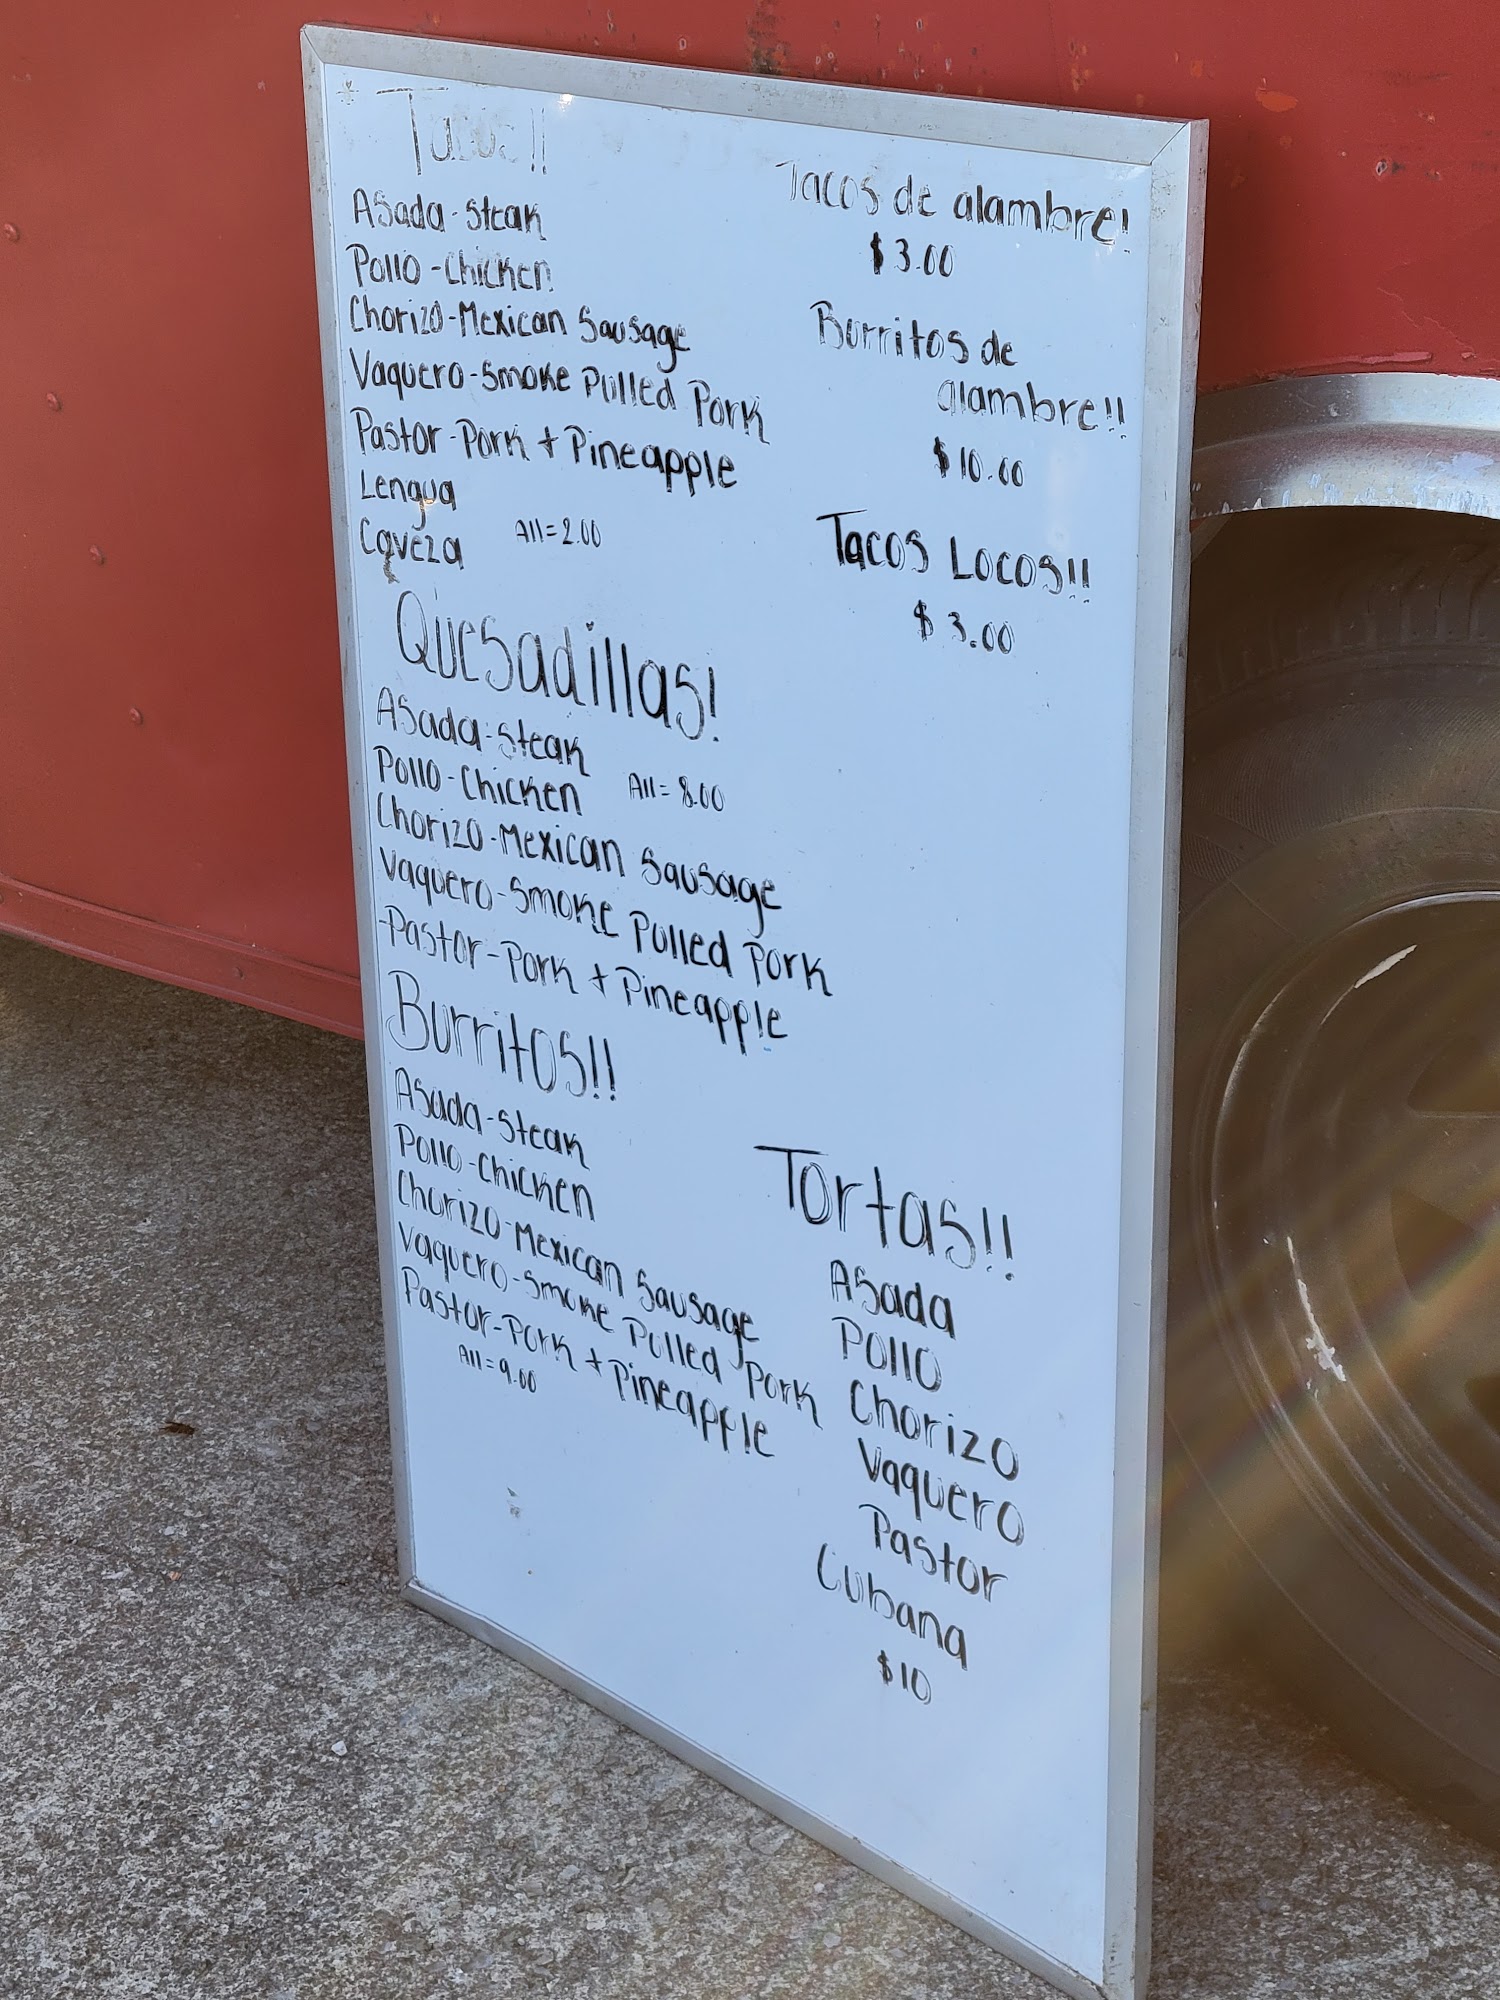 Tacos!!
Asada-Steak
Pollo-Chicken
Chorizo-Mexican Sausage
Vaquero-Smoke Pulled Pork
Pastor-Pork + Pineapple
Lengua
Caveza
All=2.00
Quesadillas!
Asada-Steak
Pollo-Chicken
All=8.00
Chorizo-Mexican Sausage
Vaquero-Smoke Pulled Pork
-Pastor-Pork + Pineapple
Burritos!!
Asada-Steak
Pollo-Chicken
Chorizo-Mexican Sausage
Vaquero-Smoke Pulled Pork
Pastor-Pork + Pineapple
All=9.00
Tacos de alambre!
$3.00
Burritos de
alambre!!
$10.00
Tacos Locos!!
$3.00
Tortas!!
Asada
Pollo
Chorizo
Vaquero
Pastor
Cubana
$10